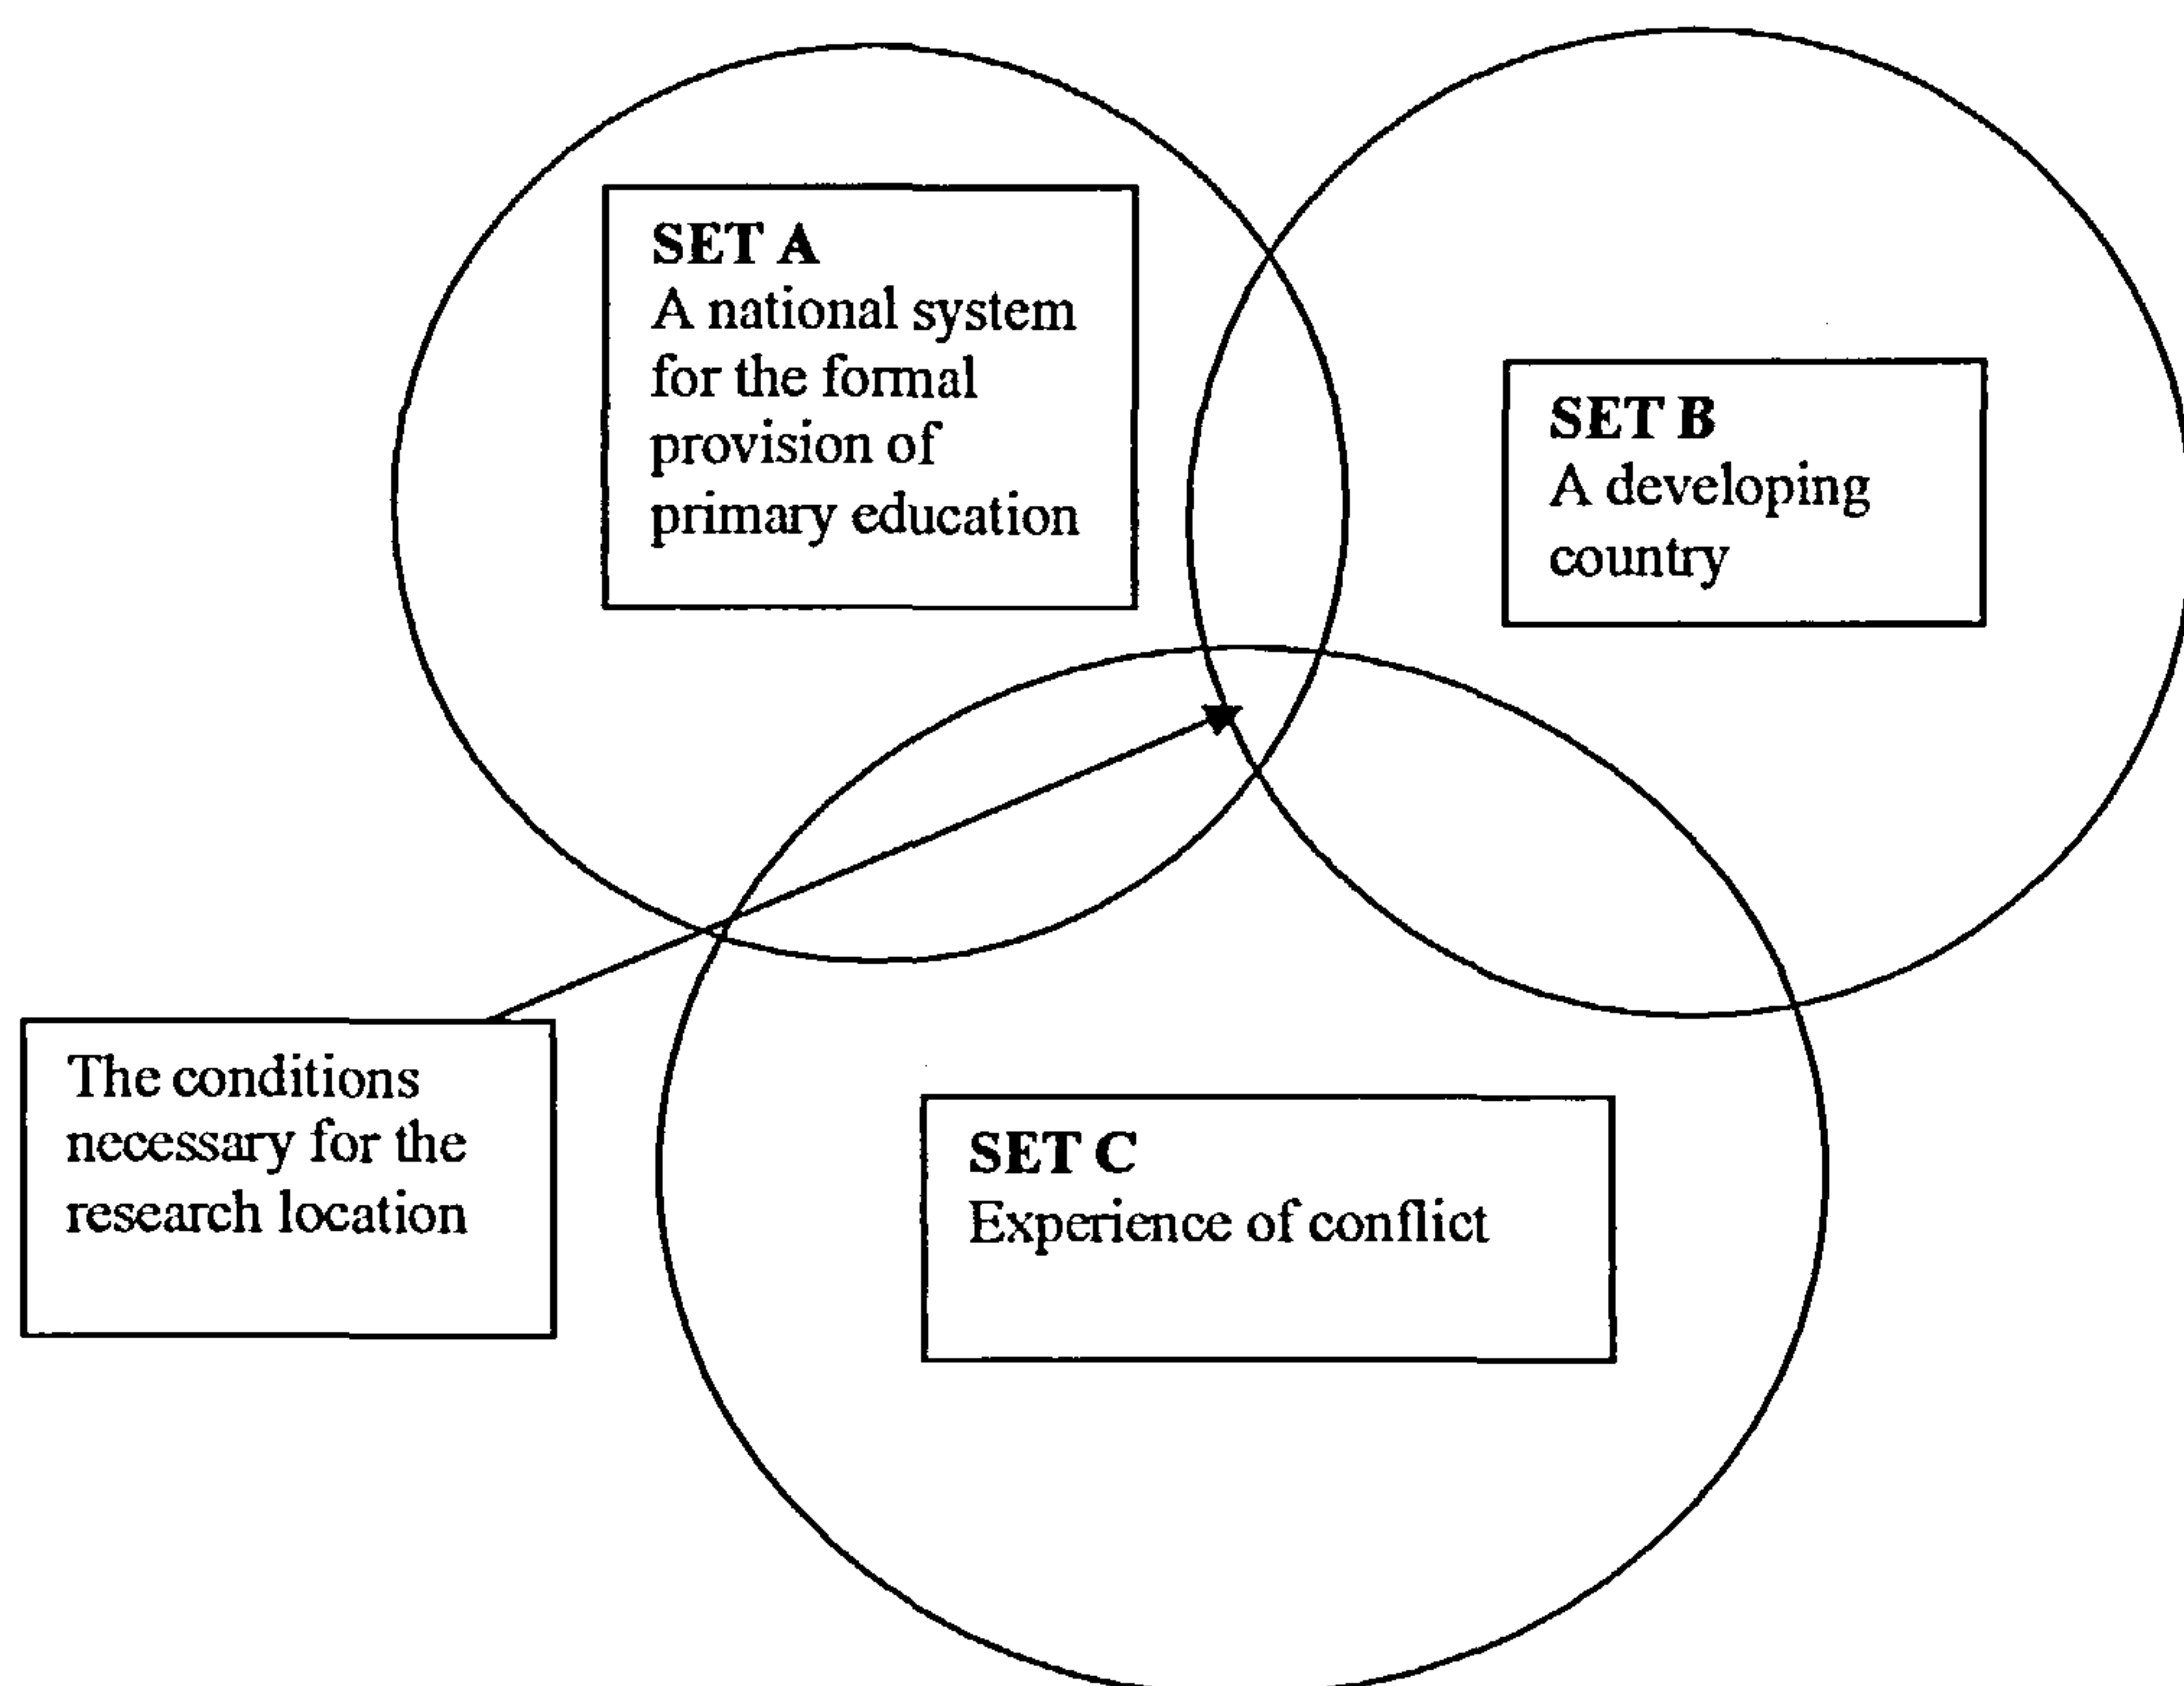 SET A
A national system
for the formal
provision of
primary education
SET B
A developing
country
The conditions
necessary for the
research location
SET C
Experience of conflict